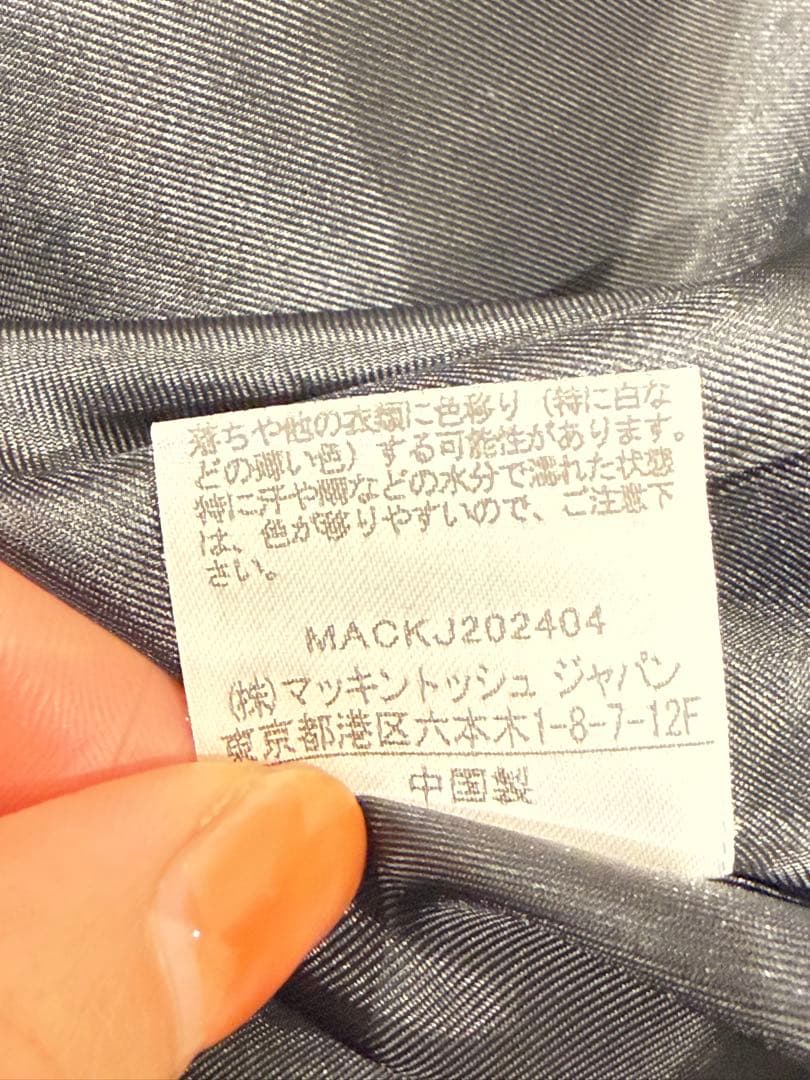 落ちや他の衣類に色移り（特に白な
どの薄い色）する可能性があります。
特に汗や雨などの水分で濡れた状態
は、色が移りやすいので、ご注意下
さい。
MACKJ202404
(株)マッキントッシュ ジャパン
東京都港区六本木1-8-7-12F
中国製